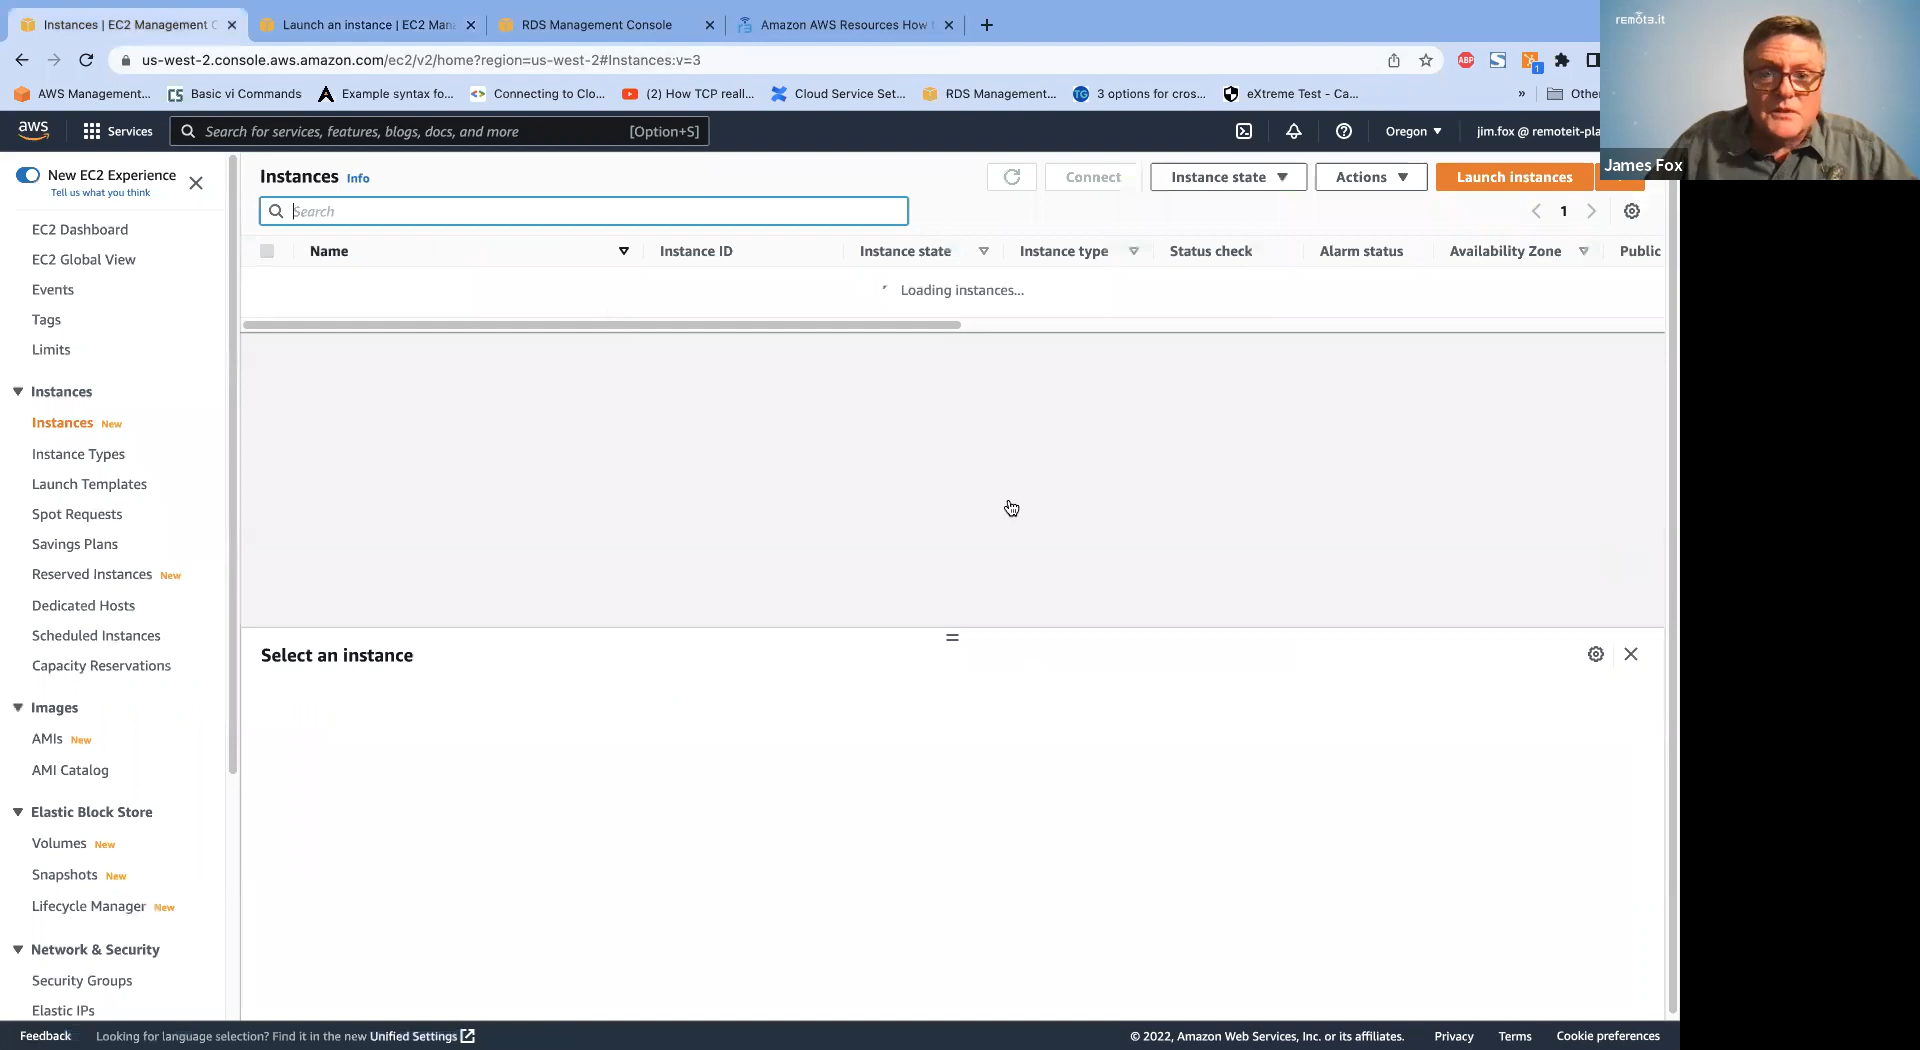 Instances | EC2 Management C
Launch an instance | EC2 Mana
RDS Management Console
Amazon AWS Resources How t
us-west-2.console.aws.amazon.com/ec2/v2/home?region=us-west-2#Instances:v=3
ABP
1
AWS Management...
Basic vi Commands
Example syntax fo...
Connecting to Clo...
(2) How TCP reall...
Cloud Service Set...
RDS Management...
TG
3 options for cros...
eXtreme Test - Ca...
»
Othe
remote.it
James Fox
aws
Services
Search for services, features, blogs, docs, and more
[Option+S]
Oregon
jim.fox @ remoteit-pla
New EC2 Experience
Tell us what you think
EC2 Dashboard
EC2 Global View
Events
Tags
Limits
Instances
Instances New
Instance Types
Launch Templates
Spot Requests
Savings Plans
Reserved Instances New
Dedicated Hosts
Scheduled Instances
Capacity Reservations
Images
AMIs New
AMI Catalog
Elastic Block Store
Volumes New
Snapshots New
Lifecycle Manager New
Network & Security
Security Groups
Elastic IPs
Instances Info
Connect
Instance state
Actions
Launch instances
Search
1
Name
Instance ID
Instance state
Instance type
Status check
Alarm status
Availability Zone
Public
Loading instances...
Select an instance
Feedback
Looking for language selection? Find it in the new Unified Settings
© 2022, Amazon Web Services, Inc. or its affiliates.
Privacy
Terms
Cookie preferences